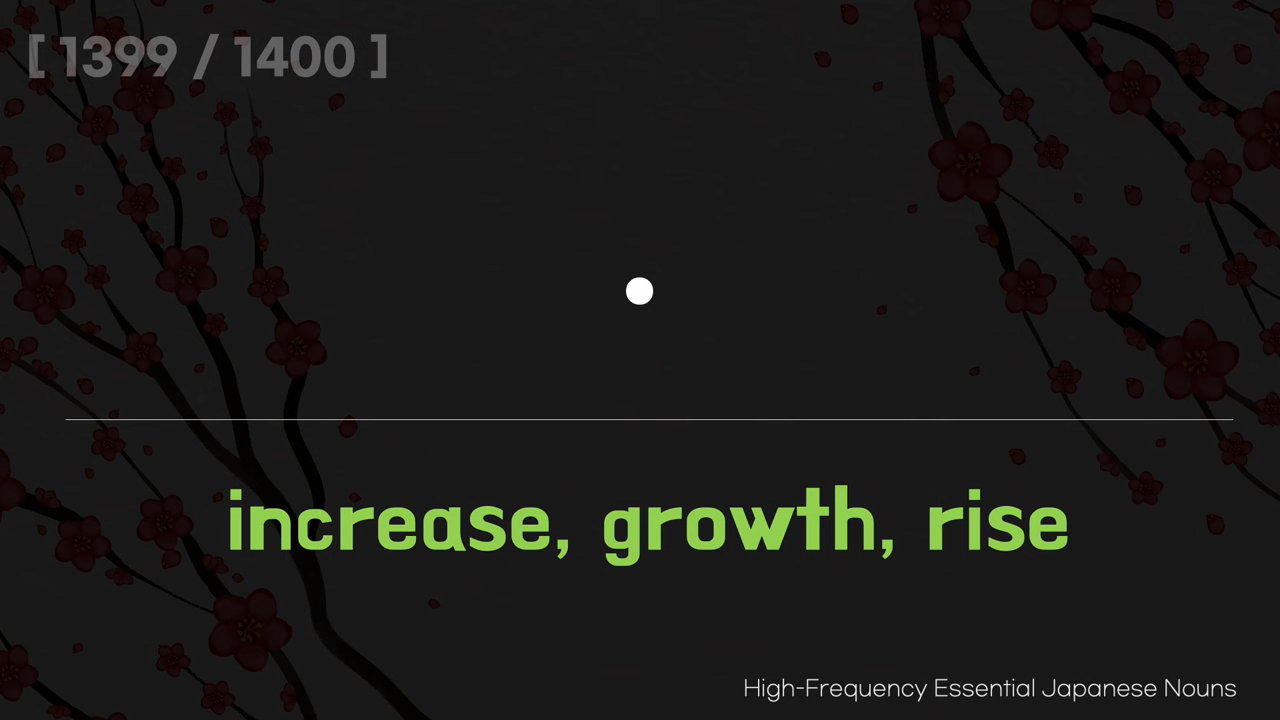 [ 1399 / 1400 ]
increase, growth, rise
High-Frequency Essential Japanese Nouns